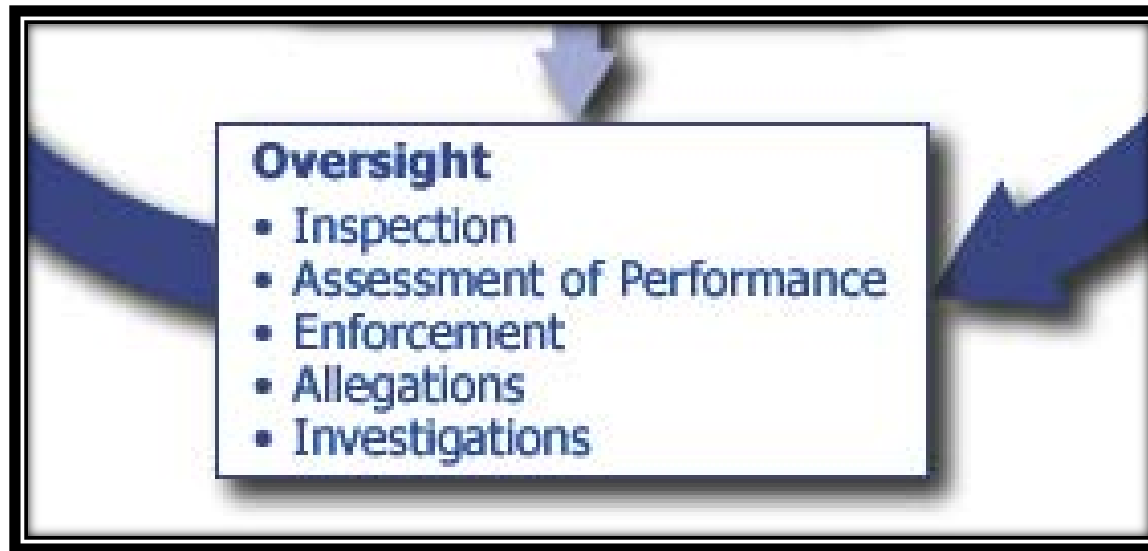 Oversight
• Inspection
• Assessment of Performance
• Enforcement
• Allegations
• Investigations